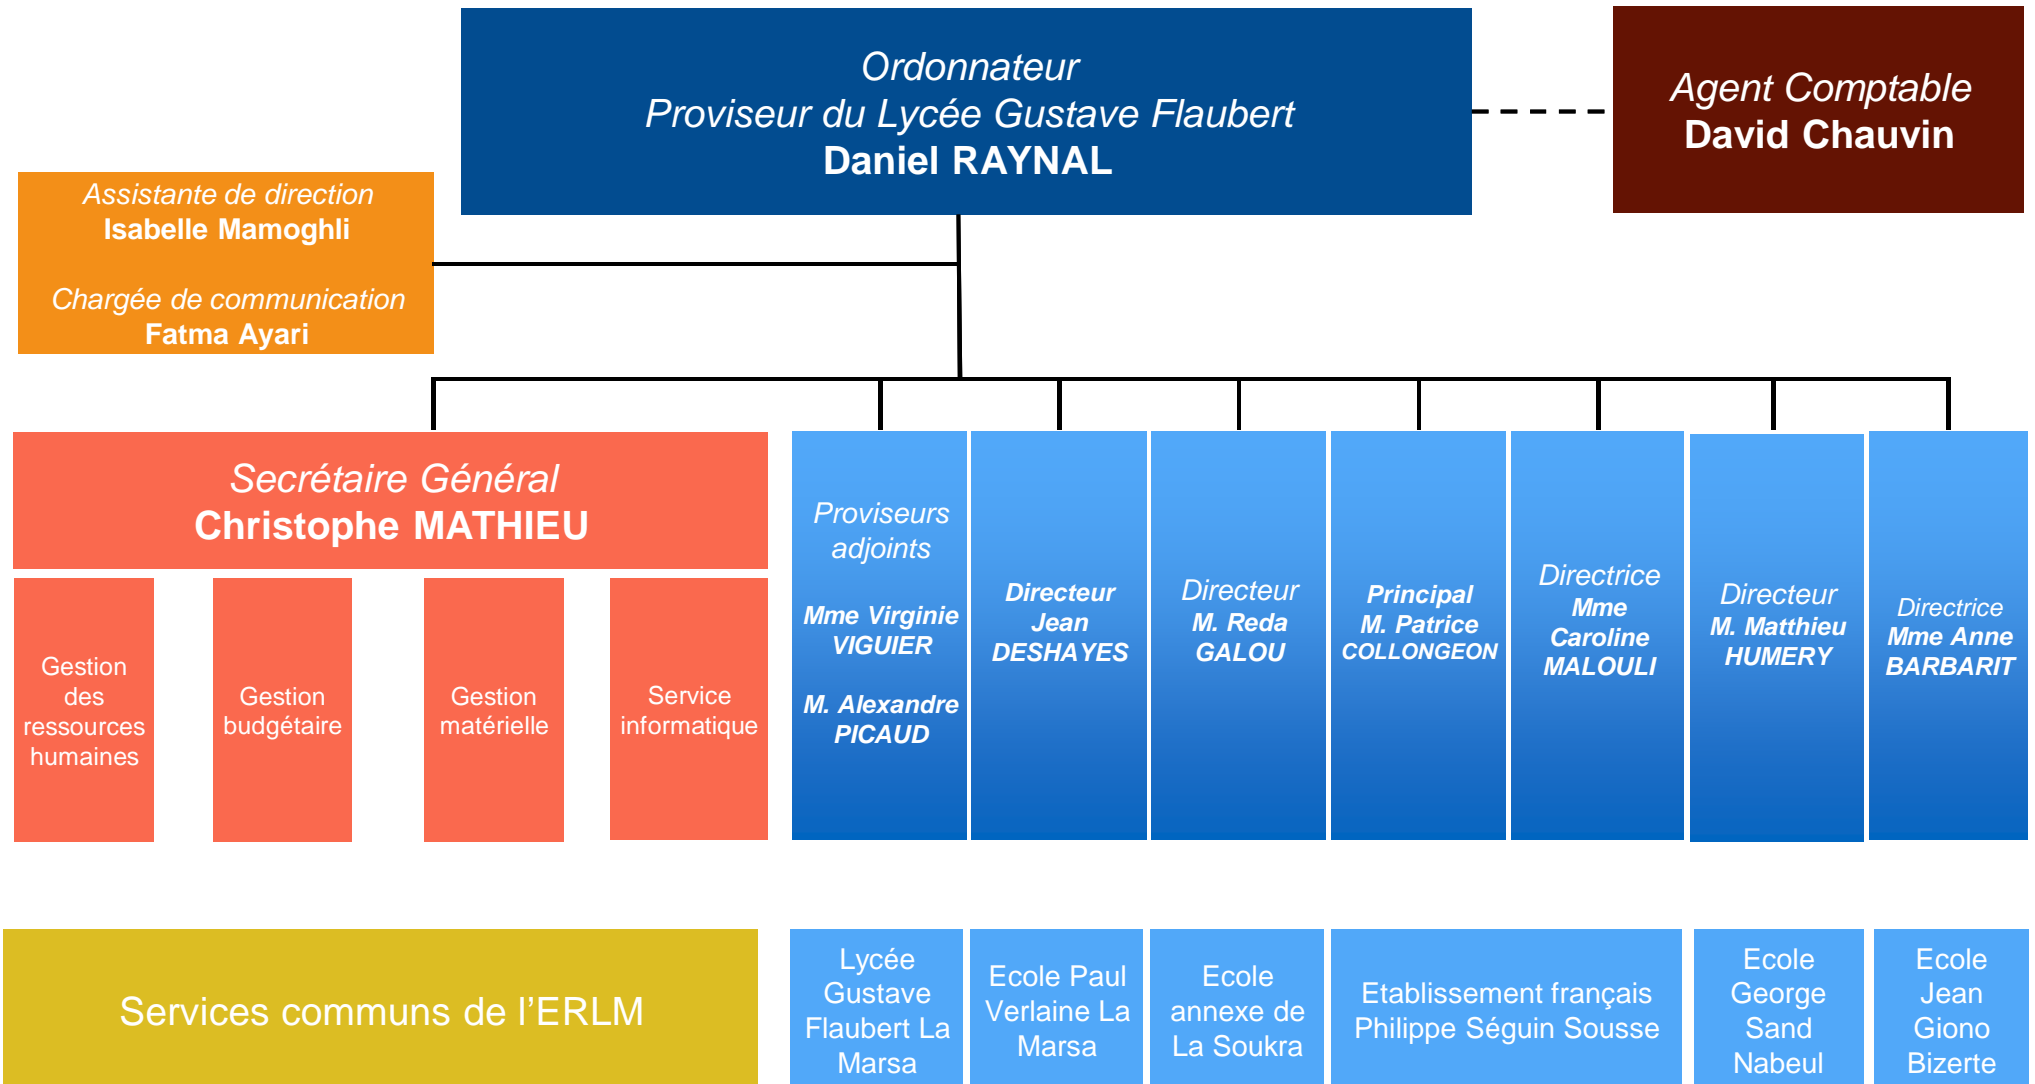 Ordonnateur
Proviseur du Lycée Gustave Flaubert
Daniel RAYNAL
Agent Comptable
David Chauvin
Assistante de direction
Isabelle Mamoghli
Chargée de communication
Fatma Ayari
Secrétaire Général
Christophe MATHIEU
Gestion
des
ressources
humaines
Gestion
budgétaire
Gestion
matérielle
Service
informatique
Proviseurs
adjoints
Mme Virginie
VIGUIER
M. Alexandre
PICAUD
Directeur
Jean
DESHAYES
Directeur
M. Reda
GALOU
Principal
M. Patrice
COLLONGEON
Directrice
Mme
Caroline
MALOULI
Directeur
M. Matthieu
HUMERY
Directrice
Mme Anne
BARBARIT
Services communs de l’ERLM
Lycée
Gustave
Flaubert La
Marsa
Ecole Paul
Verlaine La
Marsa
Ecole
annexe de
La Soukra
Etablissement français
Philippe Séguin Sousse
Ecole
George
Sand
Nabeul
Ecole
Jean
Giono
Bizerte